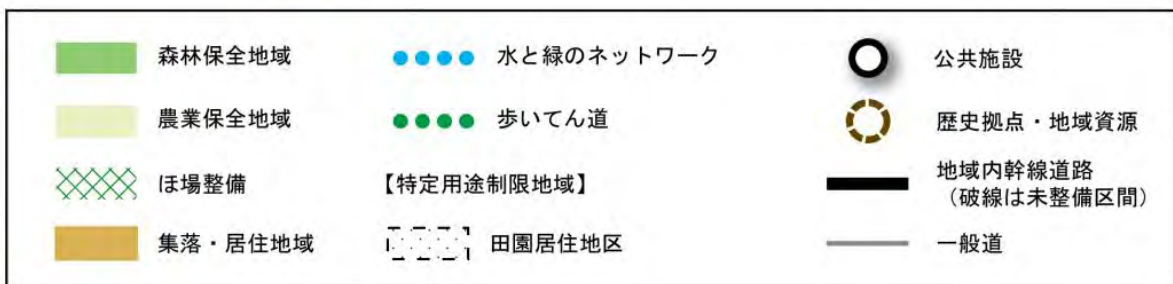 森林保全地域
農業保全地域
ほ場整備
集落・居住地域
水と緑のネットワーク
歩いてん道
【特定用途制限地域】
田園居住地区
公共施設
歴史拠点・地域資源
地域内幹線道路
（破線は未整備区間）
一般道